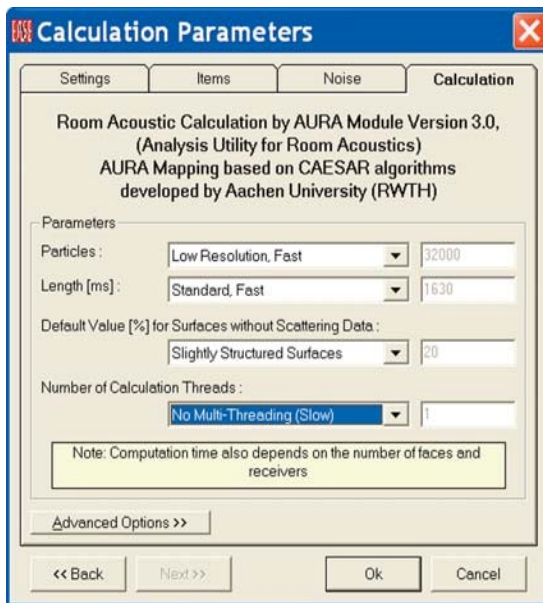 EASE Calculation Parameters
Settings Items Noise Calculation
Room Acoustic Calculation by AURA Module Version 3.0,
(Analysis Utility for Room Acoustics)
AURA Mapping based on CAESAR algorithms
developed by Aachen University (RWTH)
Parameters
Particles : Low Resolution, Fast 32000
Length [ms] : Standard, Fast 1630
Default Value [%] for Surfaces without Scattering Data :
Slightly Structured Surfaces 20
Number of Calculation Threads :
No Multi-Threading (Slow) 1
Note: Computation time also depends on the number of faces and
receivers
Advanced Options >>
<< Back Next >> Ok Cancel